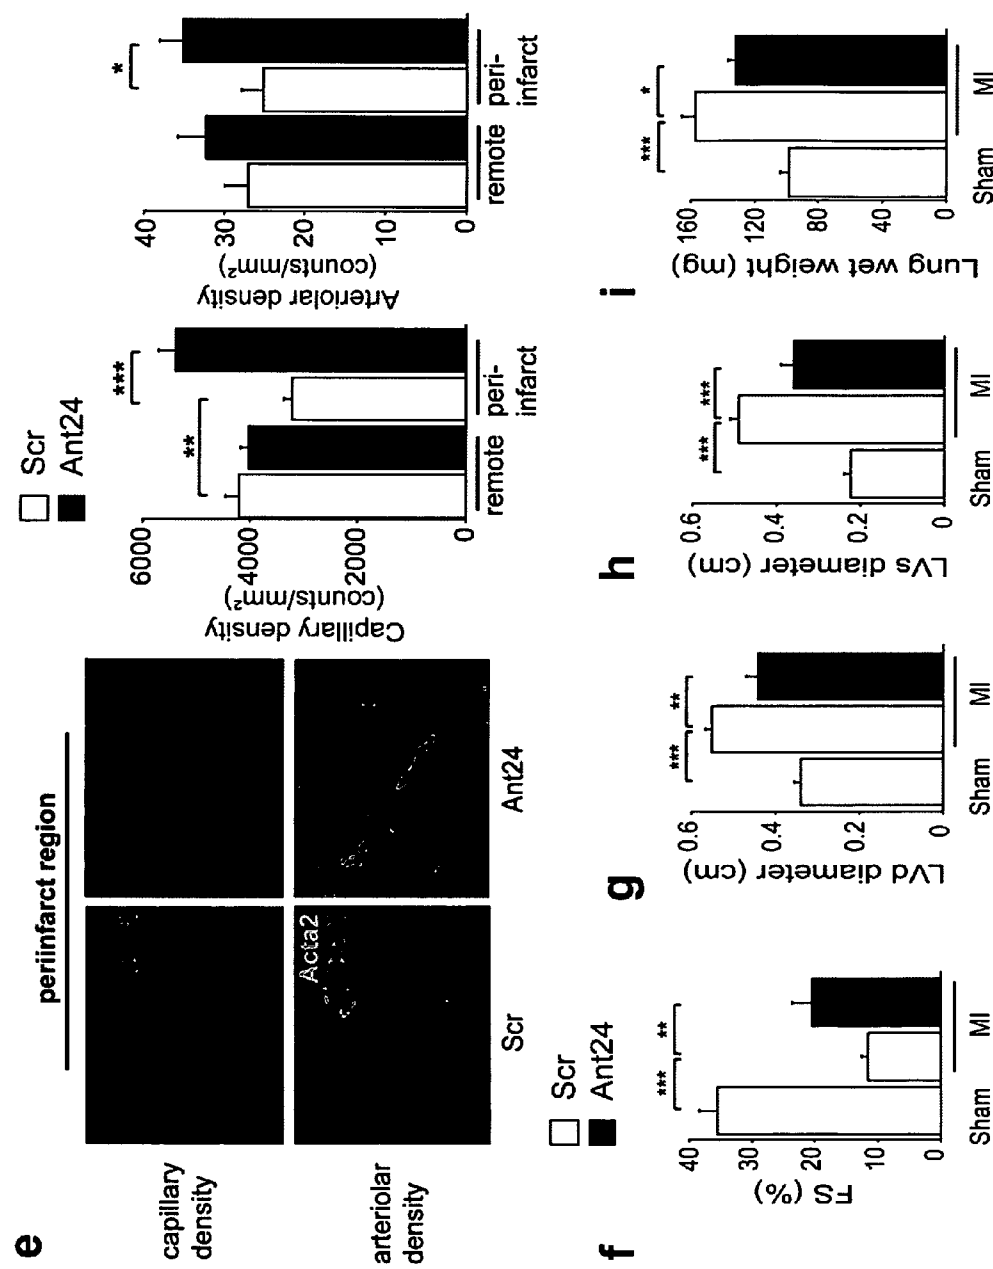 e
periinfarct region
capillary
density
arteriolar
density
Acta2
Scr
Ant24
Scr
Ant24
Capillary density
(counts/mm²)
6000
4000
2000
0
**
***
remote
peri-
infarct
Arteriolar density
(counts/mm²)
40
30
20
10
0
*
remote
peri-
infarct
Scr
Ant24
f
FS (%)
40
30
20
10
0
***
**
Sham
MI
g
LVd diameter (cm)
0.6
0.4
0.2
0
***
**
Sham
MI
h
LVs diameter (cm)
0.6
0.4
0.2
0
***
***
Sham
MI
i
Lung wet weight (mg)
160
120
80
40
0
***
*
Sham
MI